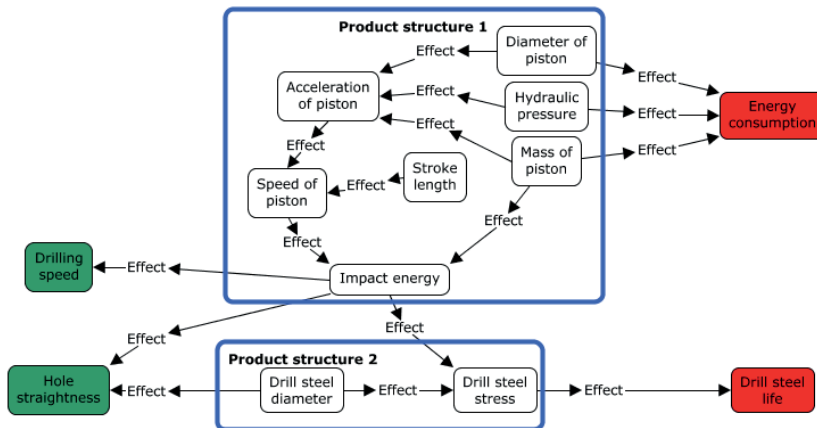 Product structure 1
Diameter of
piston
Effect
Effect
Acceleration
of piston
Effect
Hydraulic
pressure
Effect
Energy
consumption
Effect
Effect
Mass of
piston
Effect
Speed of
piston
Effect
Stroke
length
Effect
Effect
Drilling
speed
Effect
Impact energy
Effect
Effect
Product structure 2
Hole
straightness
Effect
Drill steel
diameter
Effect
Drill steel
stress
Effect
Drill steel
life